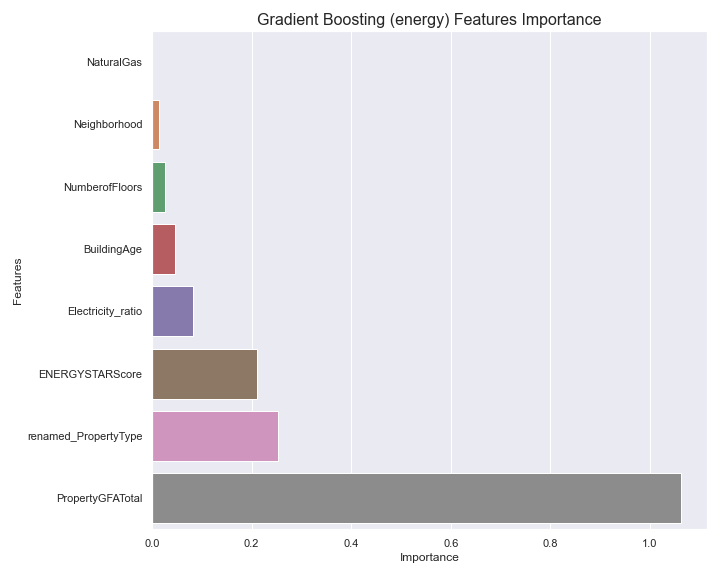 Gradient Boosting (energy) Features Importance
NaturalGas
Neighborhood
NumberofFloors
BuildingAge
Electricity_ratio
ENERGYSTARScore
renamed_PropertyType
PropertyGFATotal
Features
0.0 0.2 0.4 0.6 0.8 1.0
Importance